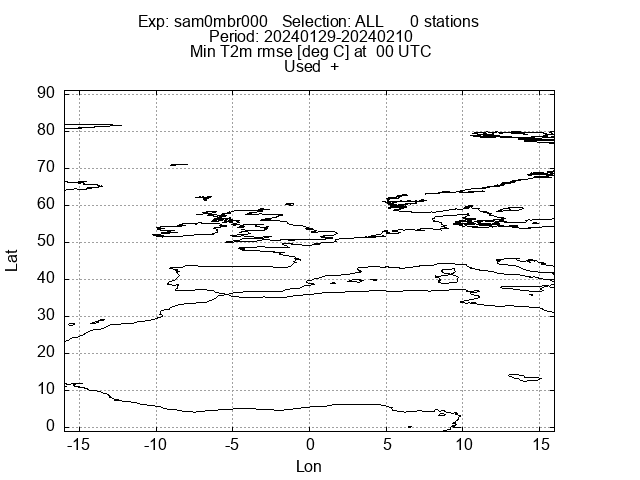 Exp: sam0mbr000 Selection: ALL 0 stations
Period: 20240129-20240210
Min T2m rmse [deg C] at 00 UTC
Used +
90
80
70
60
50
40
30
20
10
0
Lat
-15 -10 -5 0 5 10 15
Lon